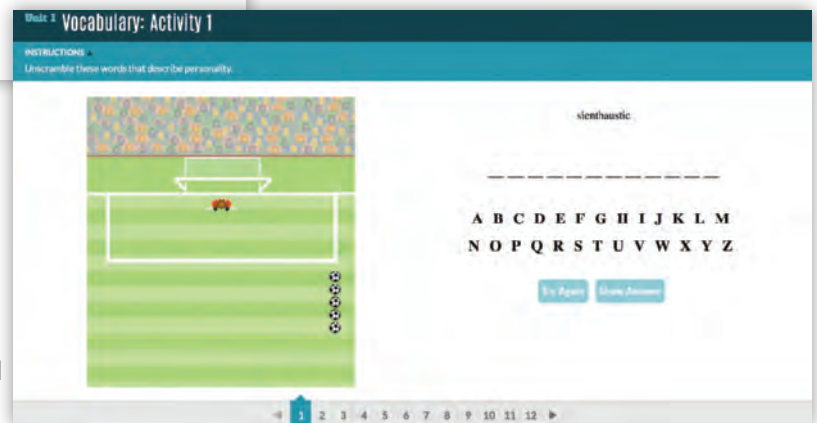 Unit 1 Vocabulary: Activity 1
INSTRUCTIONS
Unscramble these words that describe personality.
sienthaustic
A B C D E F G H I J K L M
N O P Q R S T U V W X Y Z
Try Again Show Answer
1 2 3 4 5 6 7 8 9 10 11 12